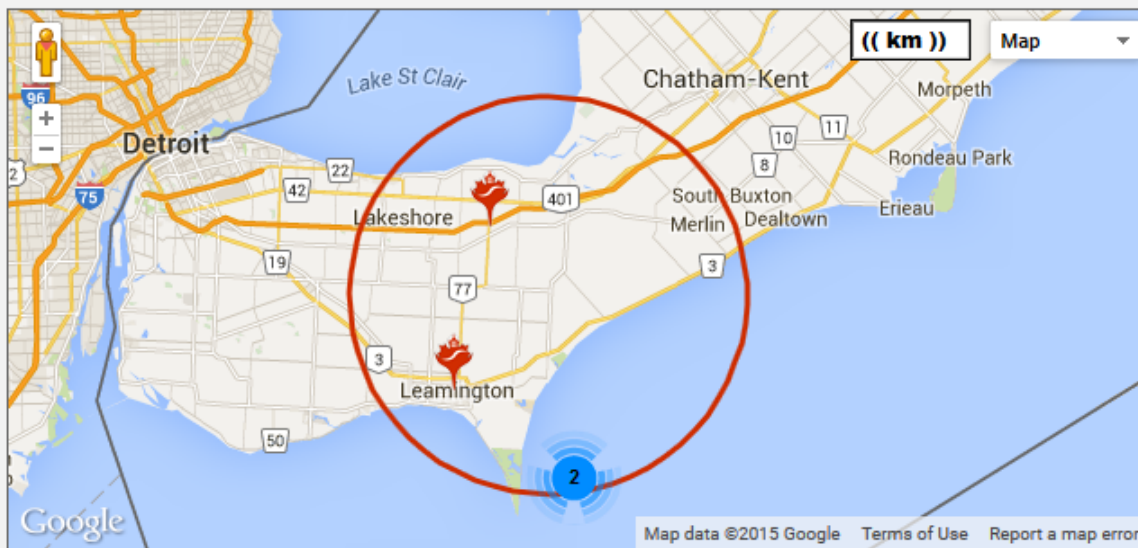 (( km ))
Map
Lake St Clair
Chatham-Kent
Morpeth
96
+
−
Detroit
10
11
Rondeau Park
22
8
75
42
401
South Buxton
Erieau
Lakeshore
Merlin
Dealtown
19
3
77
3
Leamington
50
2
Google
Map data ©2015 Google Terms of Use Report a map error